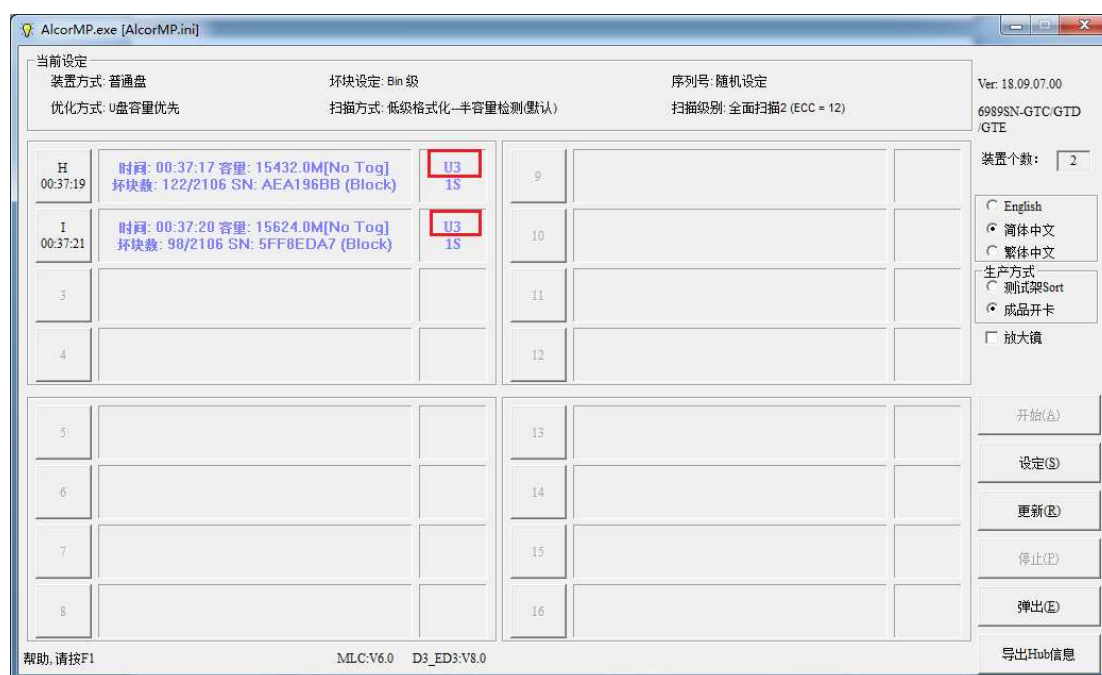 AlcorMP.exe [AlcorMP.ini]
当前设定
装置方式: 普通盘 坏块设定: Bin 级 序列号: 随机设定
优化方式: U盘容量优先 扫描方式: 低级格式化--半容量检测(默认) 扫描级别: 全面扫描2 (ECC = 12)
Ver: 18.09.07.00
6989SN-GTC/GTD
/GTE
装置个数: 2
H
00:37:19
时间: 00:37:17 容量: 15432.0M[No Tog]
坏块数: 122/2106 SN: AEA196BB (Block)
U3
1S
I
00:37:21
时间: 00:37:20 容量: 15624.0M[No Tog]
坏块数: 98/2106 SN: 5FF8EDA7 (Block)
U3
1S
3
4
5
6
7
8
9
10
11
12
13
14
15
16
English
简体中文
繁体中文
生产方式
测试架Sort
成品开卡
放大镜
开始(A)
设定(S)
更新(R)
停止(P)
弹出(E)
导出Hub信息
帮助, 请按F1 MLC:V6.0 D3_ED3:V8.0